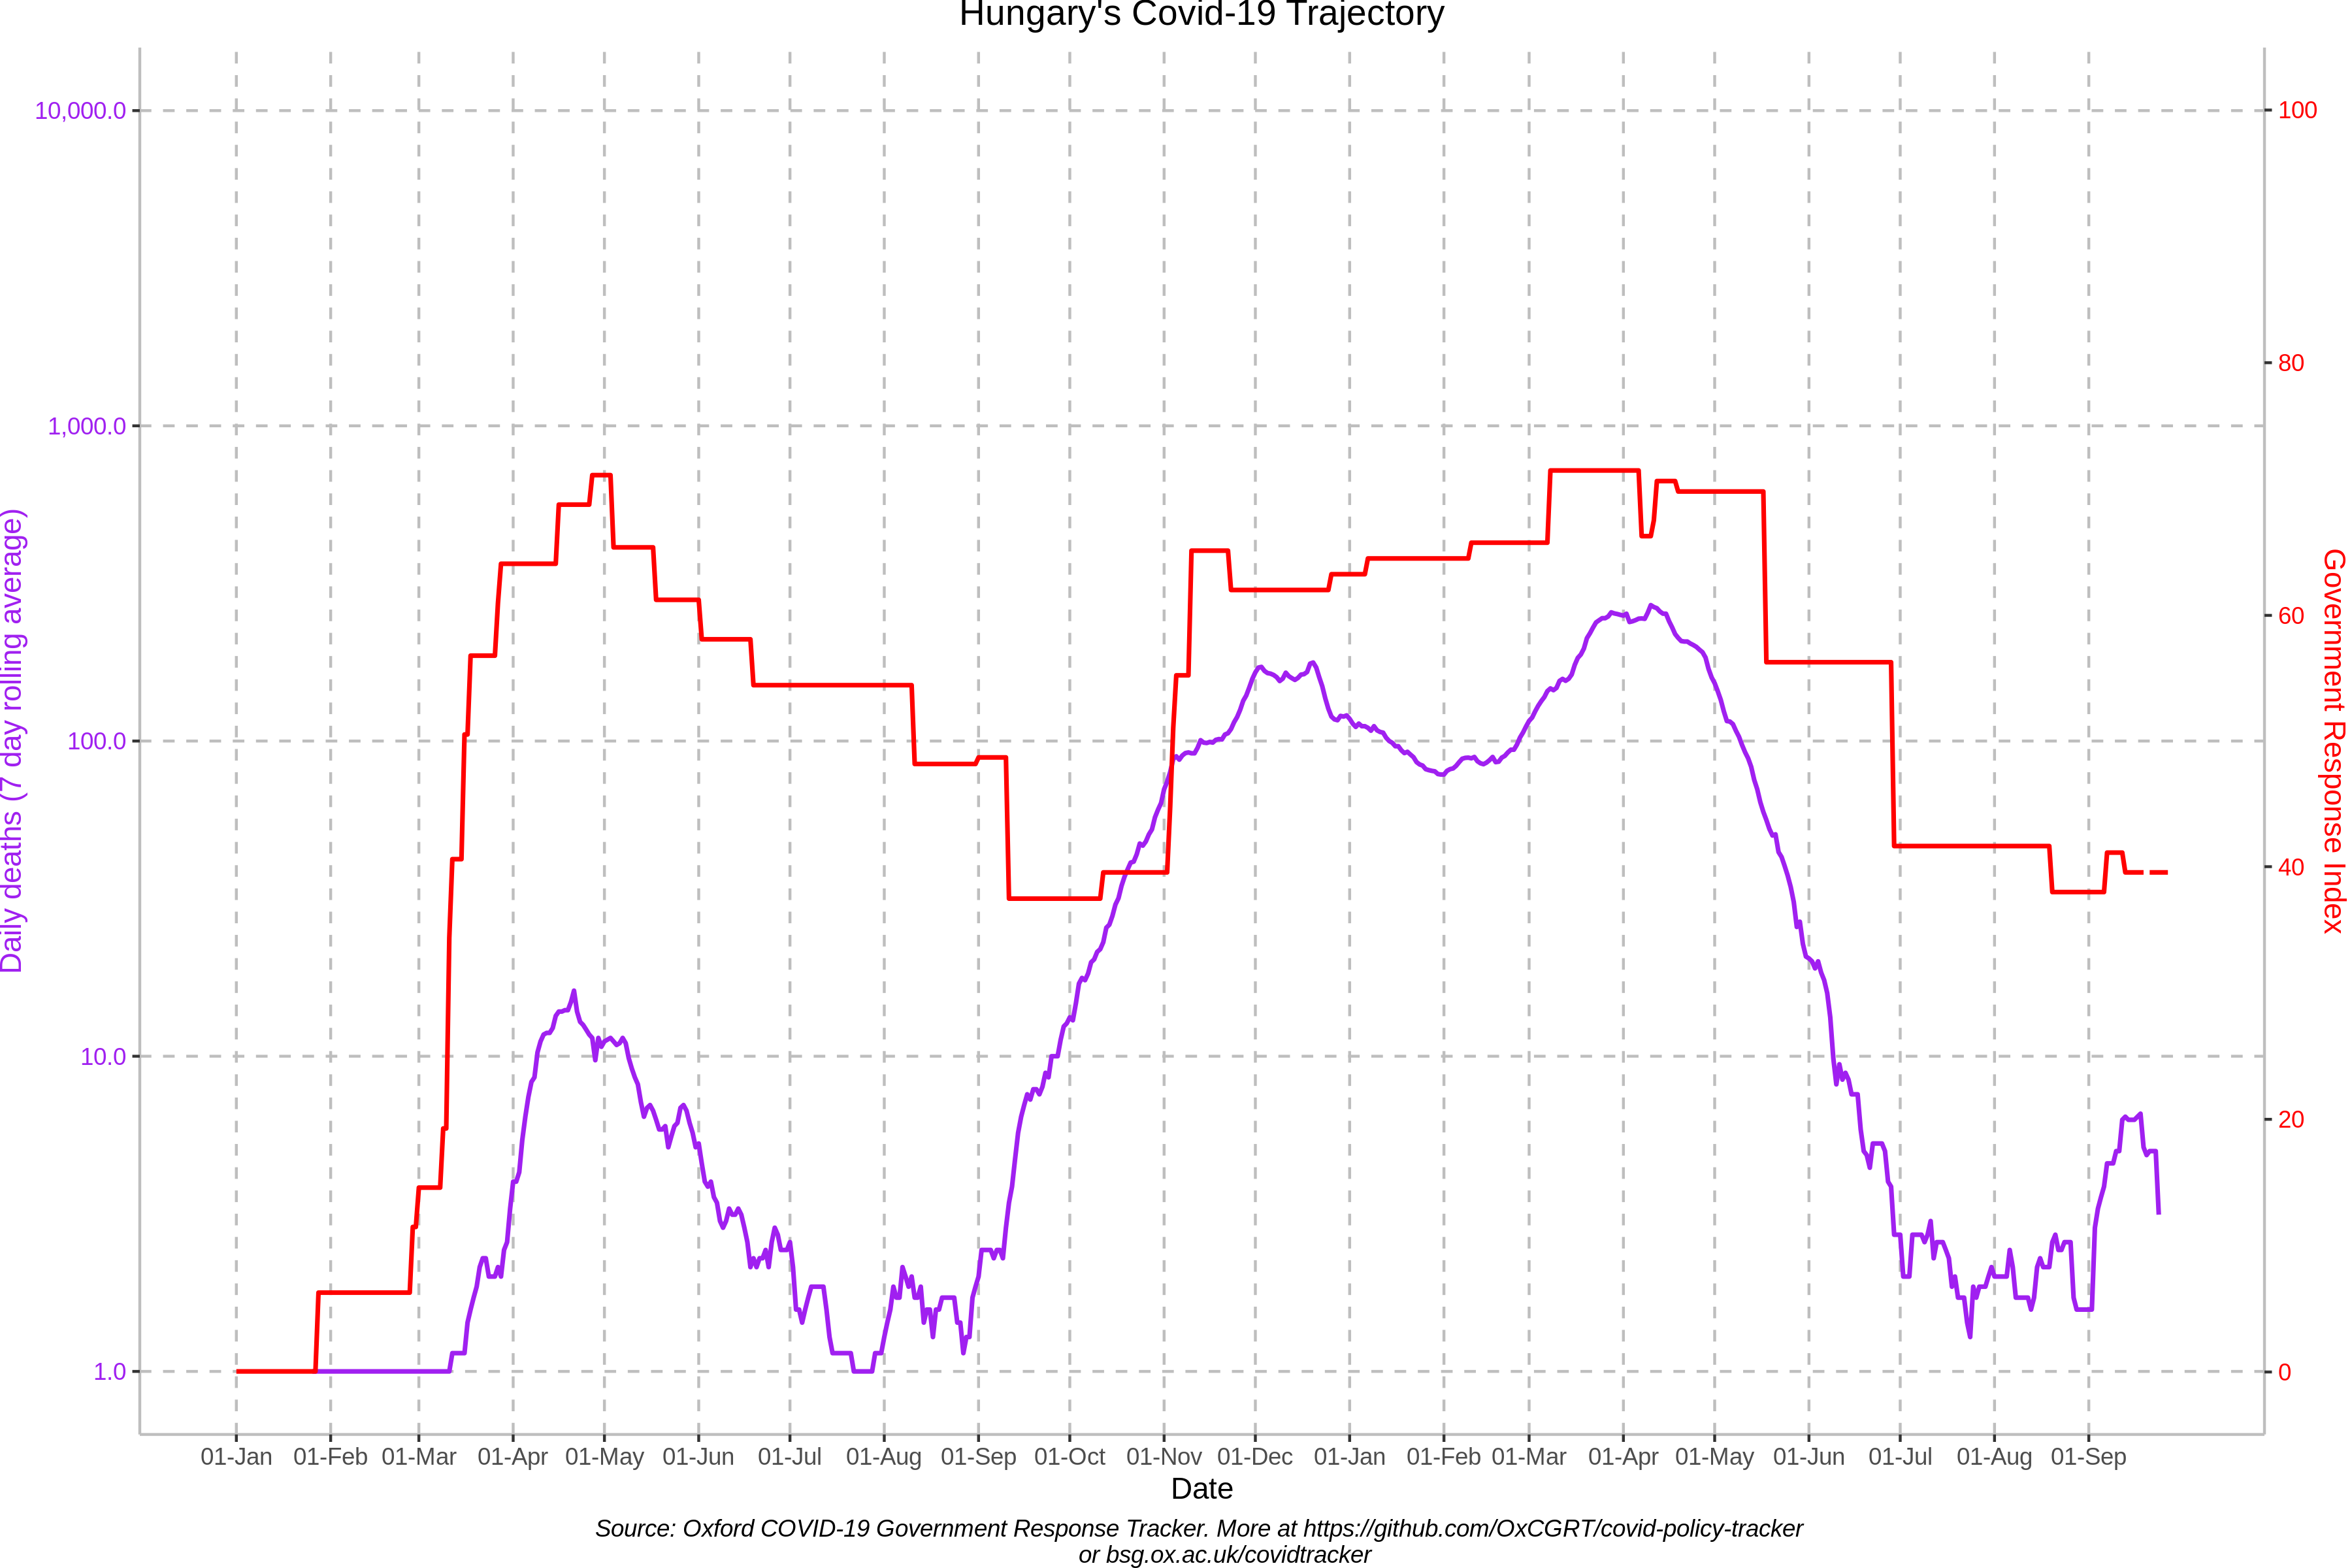 Hungary's Covid-19 Trajectory
10,000.0
1,000.0
100.0
10.0
1.0
Daily deaths (7 day rolling average)
100
80
60
40
20
0
Government Response Index
01-Jan 01-Feb 01-Mar 01-Apr 01-May 01-Jun 01-Jul 01-Aug 01-Sep 01-Oct 01-Nov 01-Dec 01-Jan 01-Feb 01-Mar 01-Apr 01-May 01-Jun 01-Jul 01-Aug 01-Sep
Date
Source: Oxford COVID-19 Government Response Tracker. More at https://github.com/OxCGRT/covid-policy-tracker
or bsg.ox.ac.uk/covidtracker